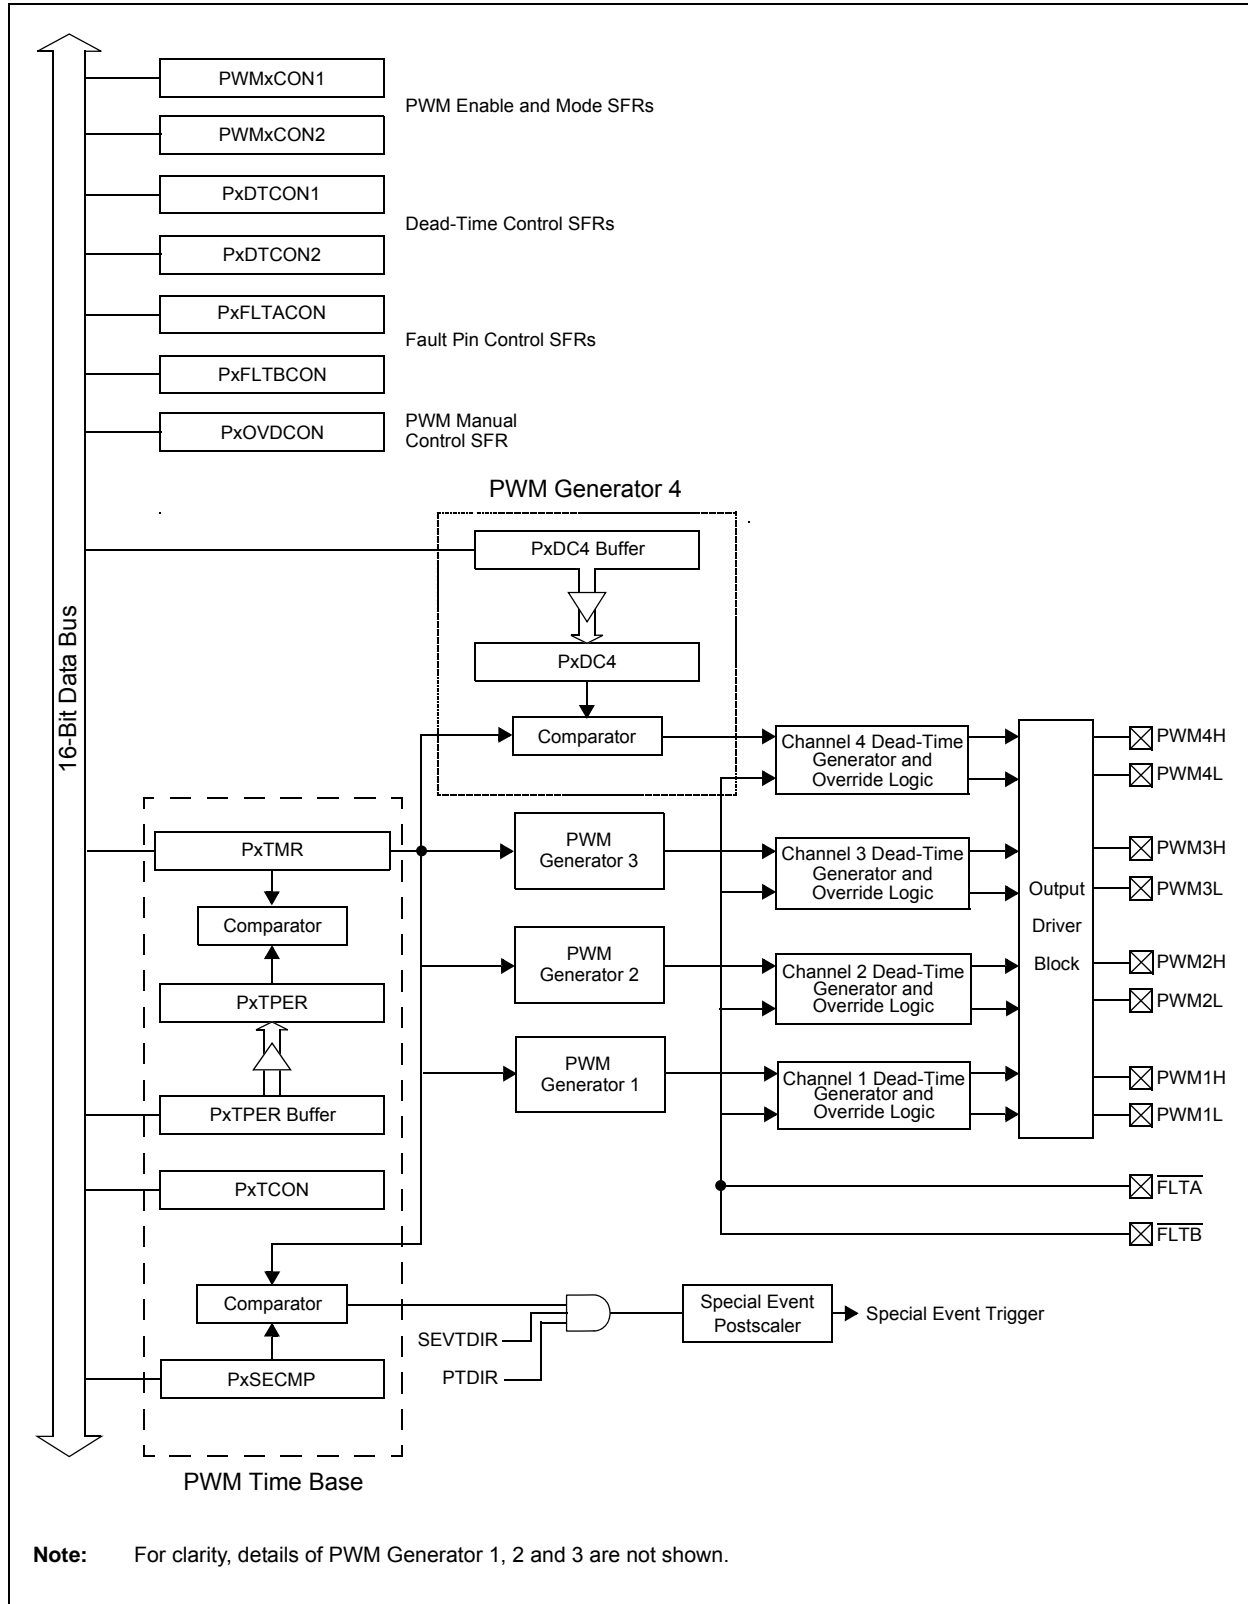 PWMxCON1
PWM Enable and Mode SFRs
PWMxCON2
PxDTCON1
Dead-Time Control SFRs
PxDTCON2
PxFLTACON
Fault Pin Control SFRs
PxFLTBCON
PxOVDCON
PWM Manual
Control SFR
16-Bit Data Bus
PWM Generator 4
PxDC4 Buffer
PxDC4
Comparator
Channel 4 Dead-Time
Generator and
Override Logic
PWM4H
PWM4L
PxTMR
PWM
Generator 3
Channel 3 Dead-Time
Generator and
Override Logic
PWM3H
PWM3L
Output
Driver
Block
Comparator
PxTPER
PWM
Generator 2
Channel 2 Dead-Time
Generator and
Override Logic
PWM2H
PWM2L
PxTPER Buffer
PWM
Generator 1
Channel 1 Dead-Time
Generator and
Override Logic
PWM1H
PWM1L
PxTCON
FLTA
FLTB
Comparator
SEVTDIR
PTDIR
Special Event
Postscaler
Special Event Trigger
PxSECMP
PWM Time Base
Note: For clarity, details of PWM Generator 1, 2 and 3 are not shown.